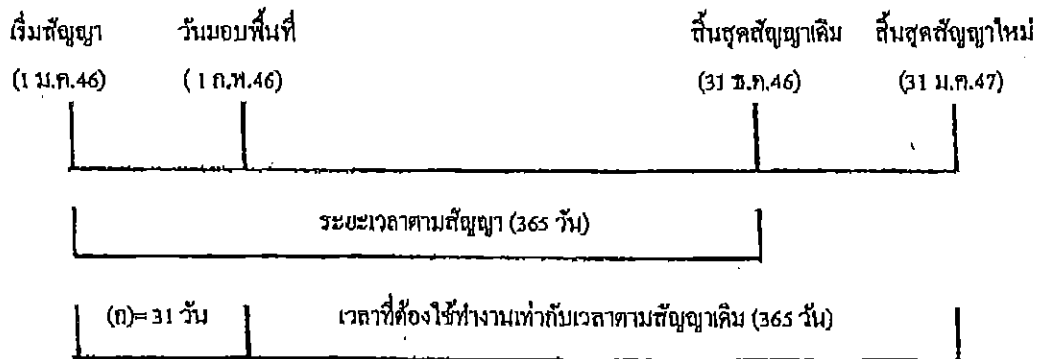 เริ่มสัญญา วันมอบพื้นที่ สิ้นสุดสัญญาเดิม สิ้นสุดสัญญาใหม่
(1 ม.ค.46) (1 ก.พ.46) (31 ธ.ค.46) (31 ม.ค.47)
ระยะเวลาตามสัญญา (365 วัน)
(ก)= 31 วัน เวลาที่ต้องใช้ทำงานเท่ากับเวลาตามสัญญาเดิม (365 วัน)